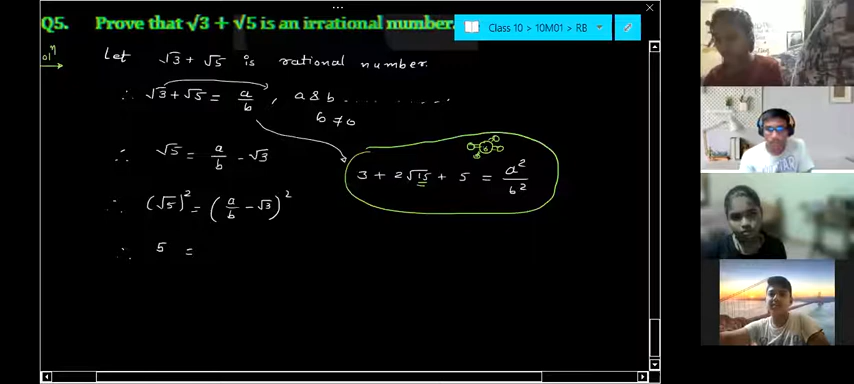 Q5. Prove that √3 + √5 is an irrational number.
Class 10 > 10M01 > RB
Let √3 + √5 is rational number.
∴ √3 + √5 = a/b , a & b ..........
b ≠ 0
∴ √5 = a/b - √3
3 + 2√15 + 5 = a²/b²
∴ (√5)² = (a/b - √3)²
∴ 5 =